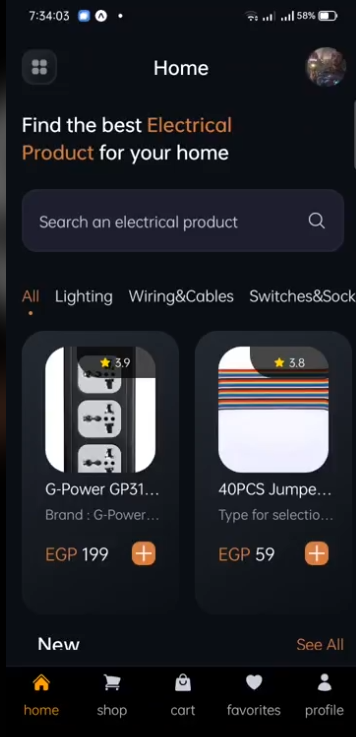 7:34:03
58%
Home
Find the best Electrical
Product for your home
Search an electrical product
All Lighting Wiring&Cables Switches&Sock
3.9
3.8
G-Power GP31...
40PCS Jumpe...
Brand : G-Power...
Type for selectio...
EGP 199
EGP 59
New
See All
home shop cart favorites profile